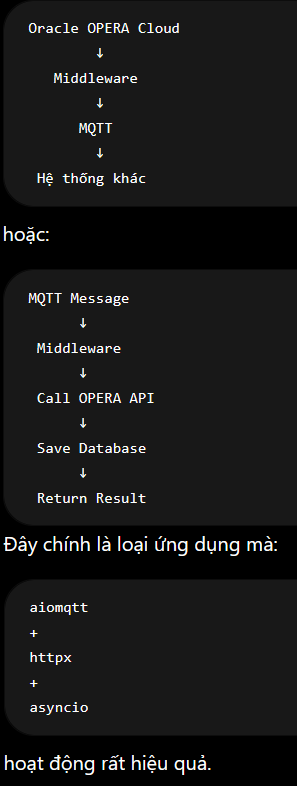 Oracle OPERA Cloud
↓
Middleware
↓
MQTT
↓
Hệ thống khác
hoặc:
MQTT Message
↓
Middleware
↓
Call OPERA API
↓
Save Database
↓
Return Result
Đây chính là loại ứng dụng mà:
aiomqtt
+
httpx
+
asyncio
hoạt động rất hiệu quả.